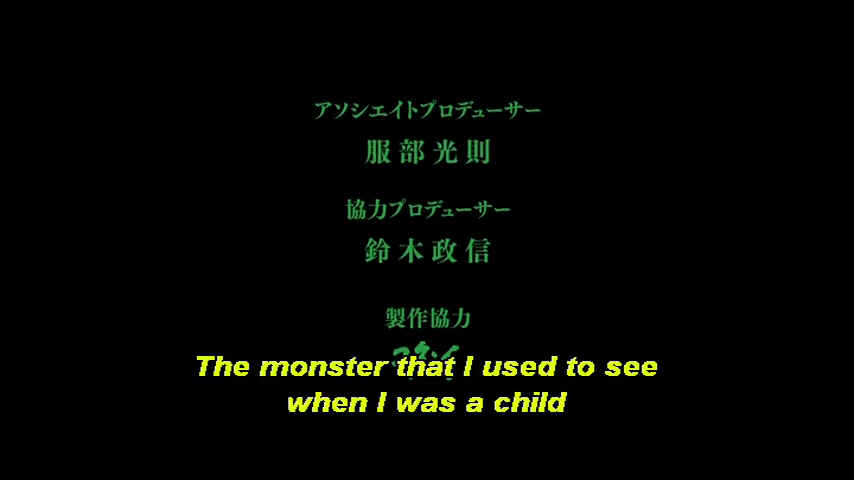 アソシエイトプロデューサー
服部光則
協力プロデューサー
鈴木政信
製作協力
The monster that I used to see
when I was a child